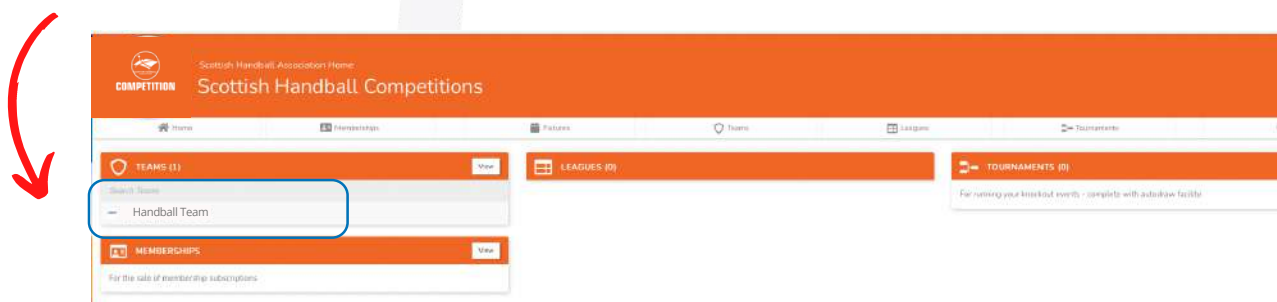 Scottish Handball Association Home
COMPETITION
Scottish Handball Competitions
Home
Memberships
Fixtures
Teams
Leagues
Tournaments
TEAMS (1)
View
LEAGUES (0)
TOURNAMENTS (0)
Search Teams
For running your knockout events - complete with autodraw facility
Handball Team
MEMBERSHIPS
View
For the sale of membership subscriptions